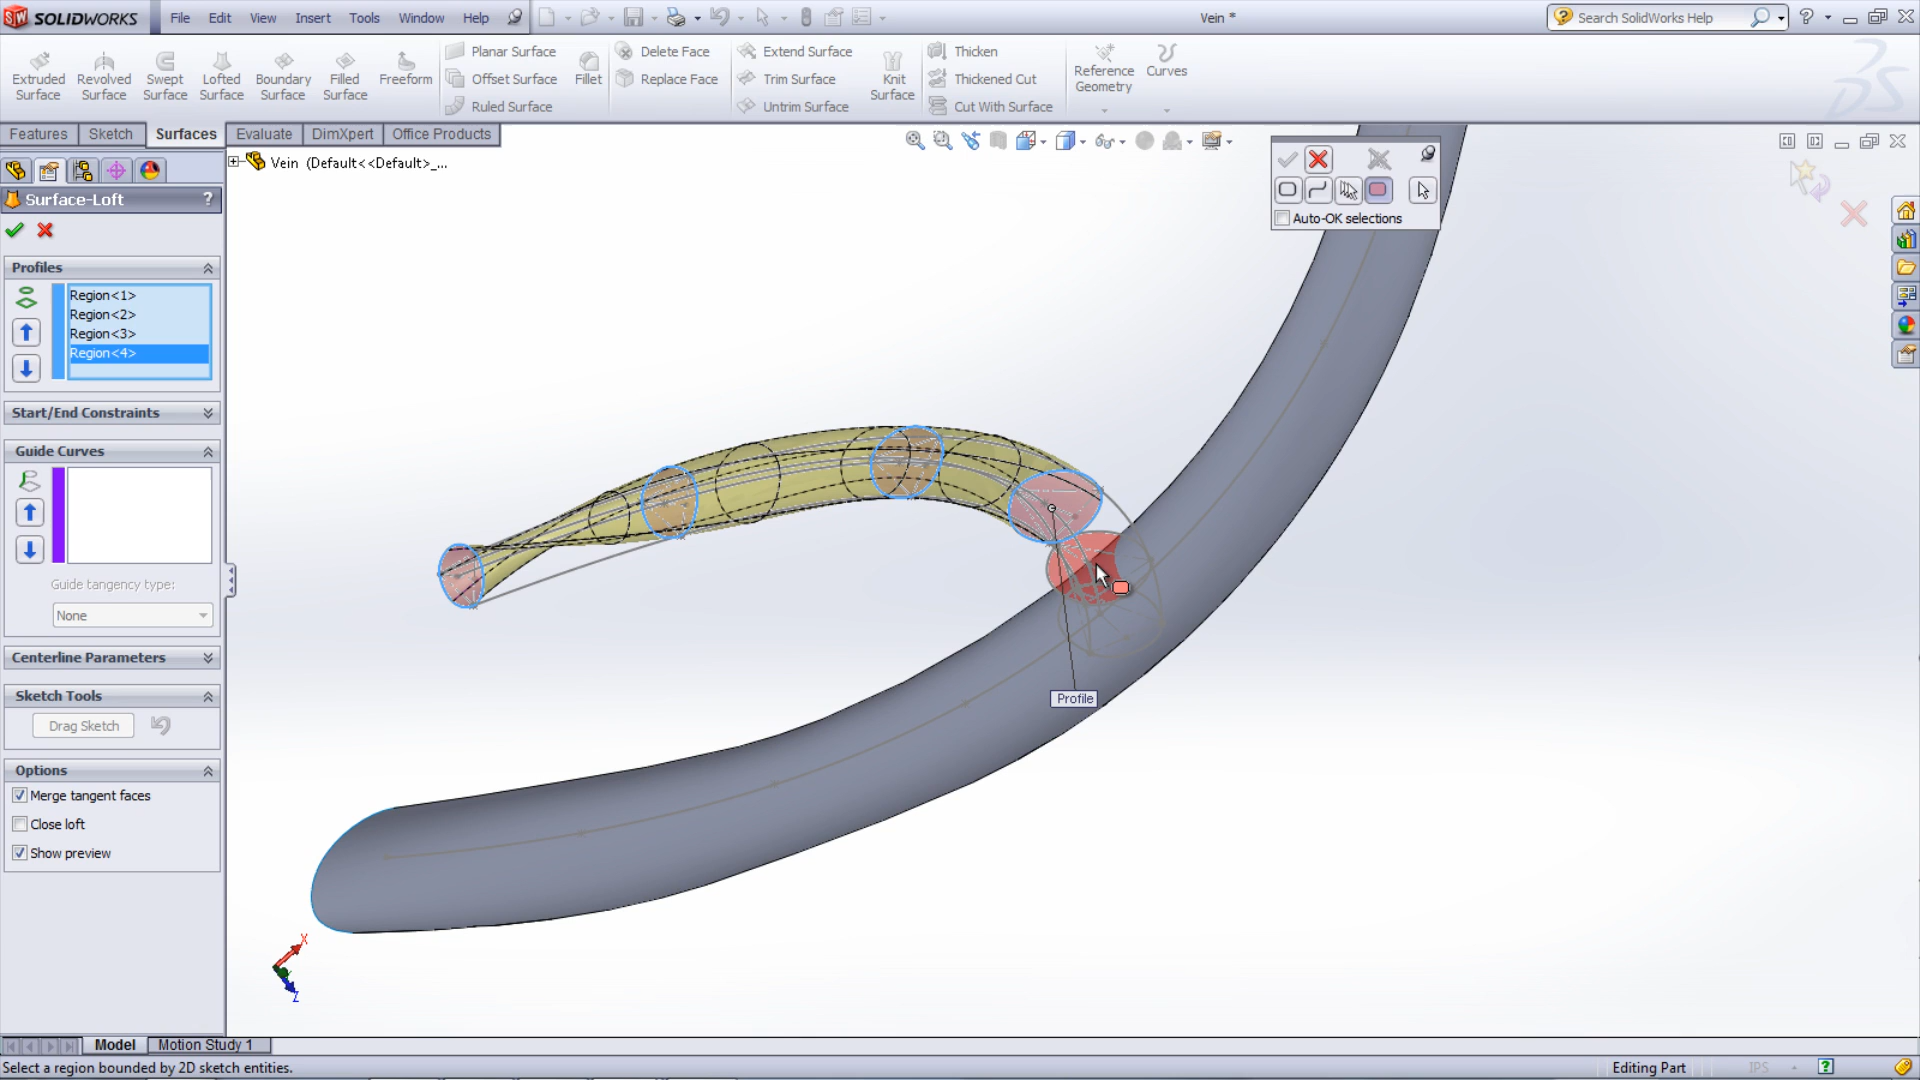 SOLIDWORKS File Edit View Insert Tools Window Help Vein * Search SolidWorks Help ?
Extruded Surface
Revolved Surface
Swept Surface
Lofted Surface
Boundary Surface
Filled Surface
Freeform
Planar Surface
Offset Surface
Ruled Surface
Fillet
Delete Face
Replace Face
Extend Surface
Trim Surface
Untrim Surface
Knit Surface
Thicken
Thickened Cut
Cut With Surface
Reference Geometry
Curves
Features Sketch Surfaces Evaluate DimXpert Office Products
Vein (Default<<Default>_...
Auto-OK selections
Surface-Loft ?
Profiles
Region<1>
Region<2>
Region<3>
Region<4>
Start/End Constraints
Guide Curves
Guide tangency type:
None
Centerline Parameters
Sketch Tools
Drag Sketch
Options
Merge tangent faces
Close loft
Show preview
Profile
X
Z
Model Motion Study 1
Select a region bounded by 2D sketch entities. Editing Part IPS ?